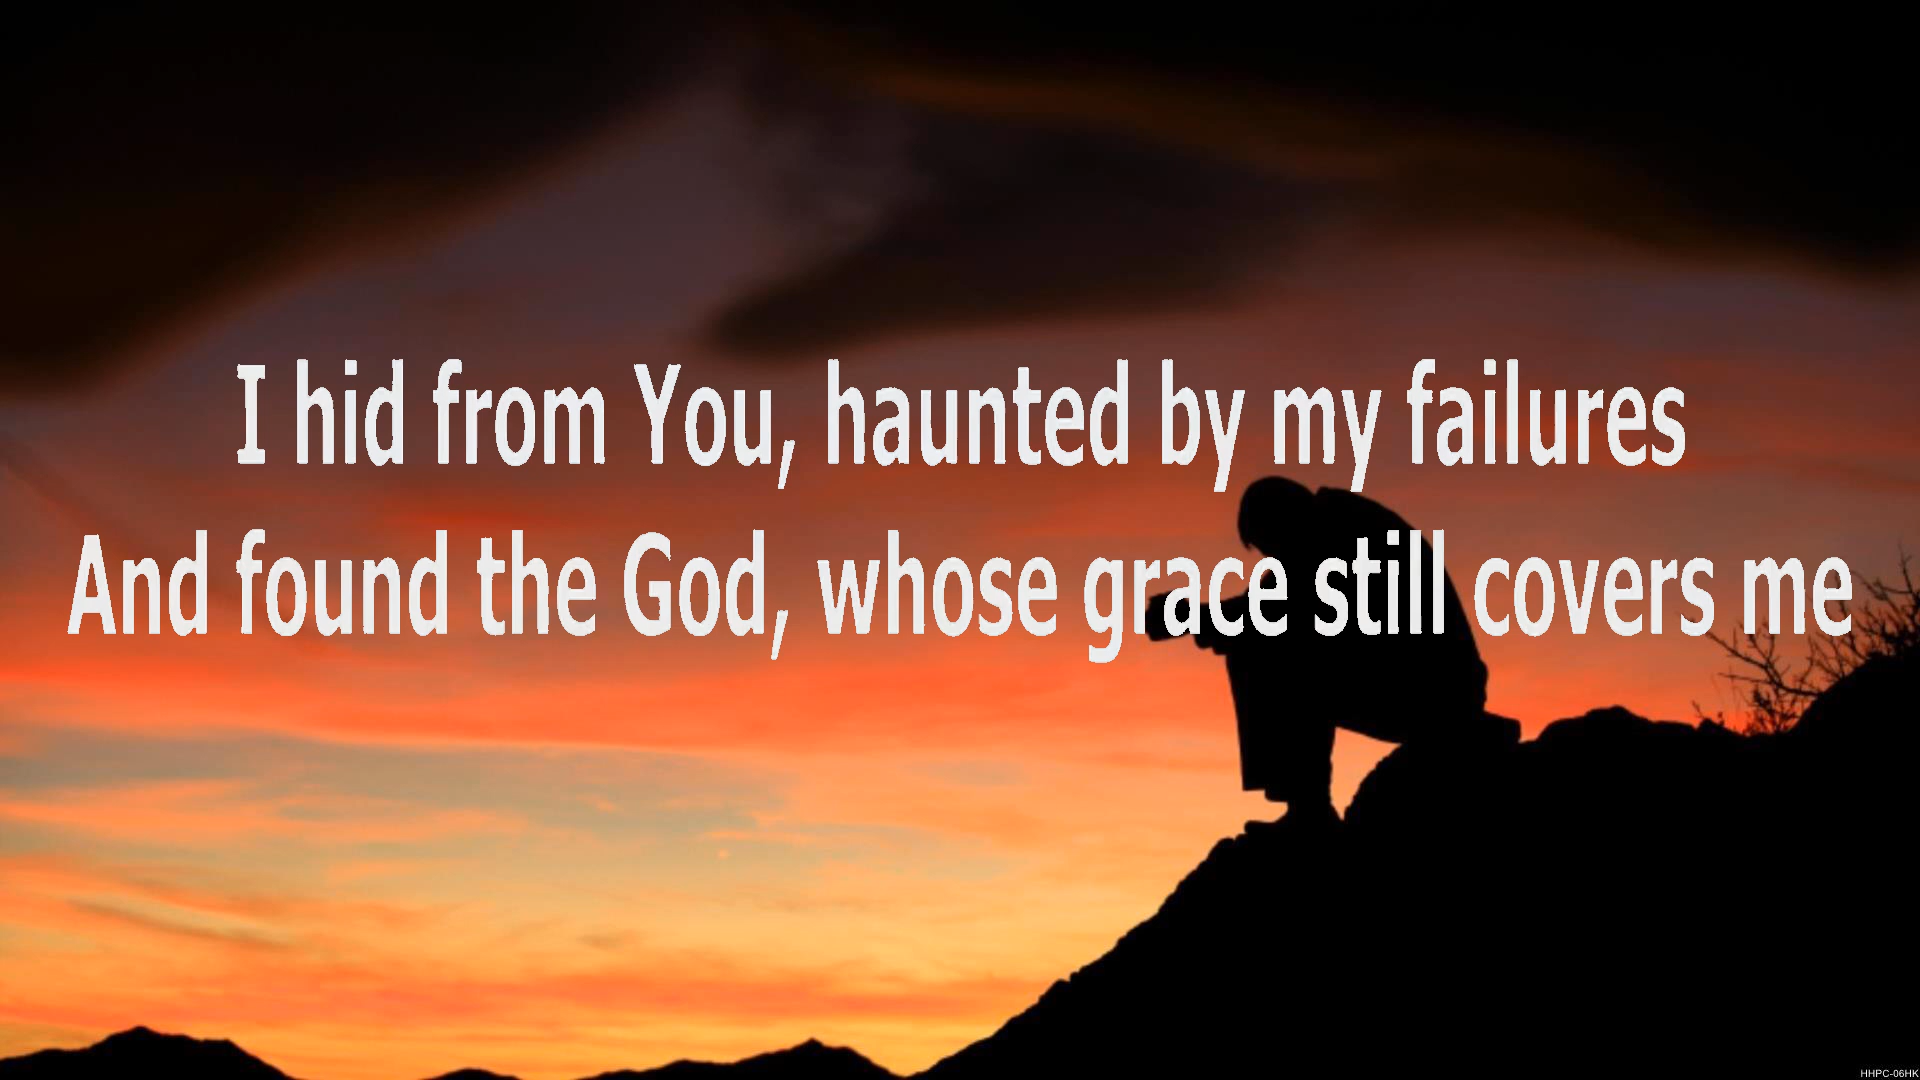 I hid from You, haunted by my failures
And found the God, whose grace still covers me
HHPC-06HK